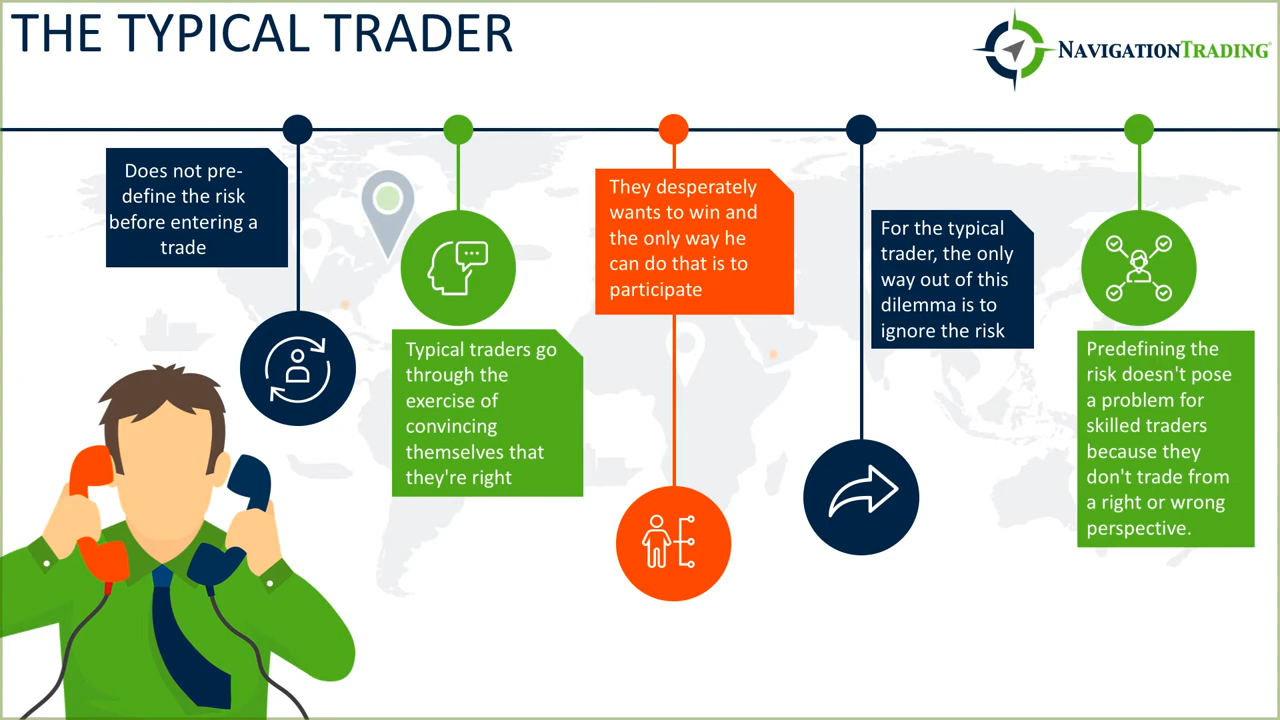 THE TYPICAL TRADER
NAVIGATIONTRADING®
Does not pre-
define the risk
before entering a
trade
Typical traders go
through the
exercise of
convincing
themselves that
they're right
They desperately
wants to win and
the only way he
can do that is to
participate
For the typical
trader, the only
way out of this
dilemma is to
ignore the risk
Predefining the
risk doesn't pose
a problem for
skilled traders
because they
don't trade from
a right or wrong
perspective.